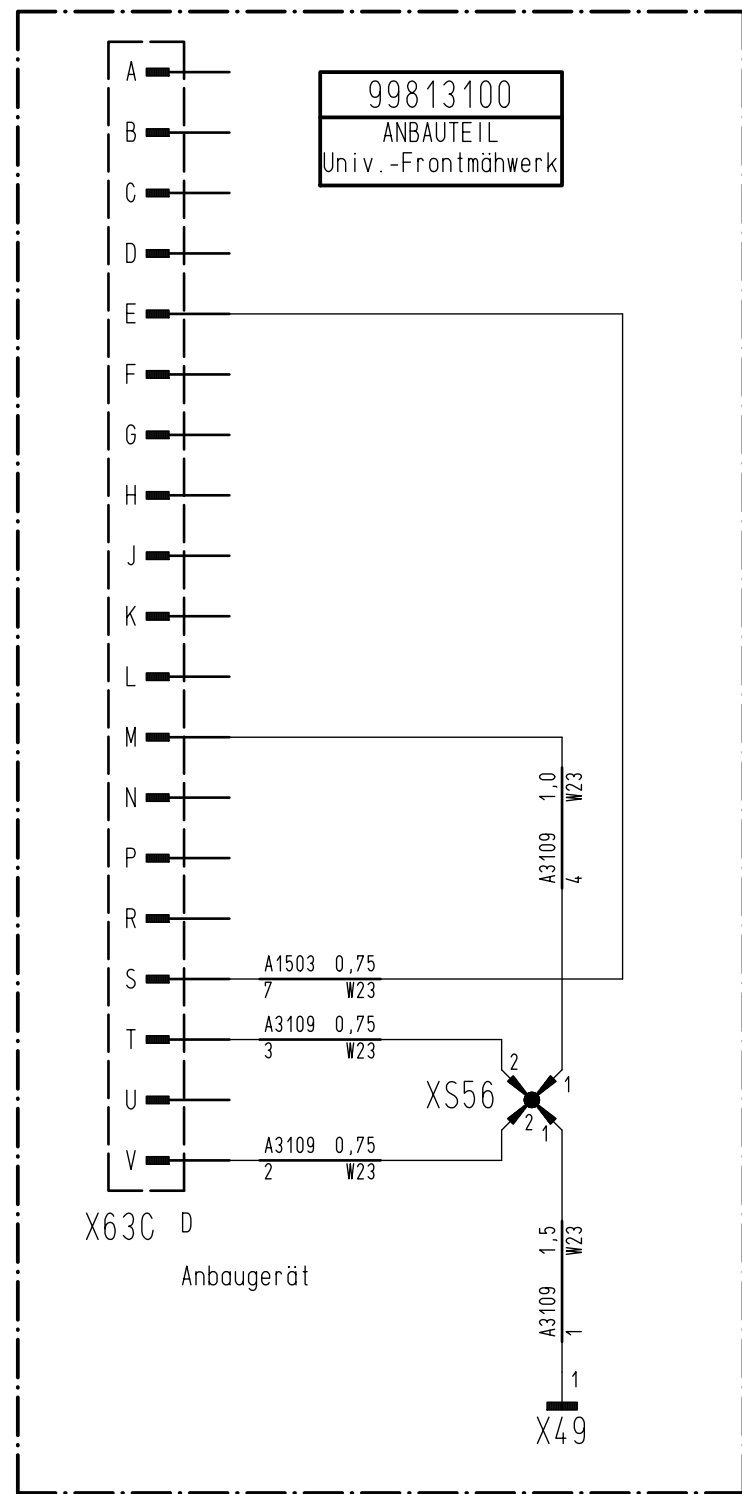 99813100
ANBAUTEIL
Univ.-Frontmähwerk
A
B
C
D
E
F
G
H
J
K
L
M
N
P
R
S
T
U
V
A3109 1,0
4 W23
A1503 0,75
7 W23
A3109 0,75
3 W23
A3109 0,75
2 W23
XS56
2
1
2
1
A3109 1,5
1 W23
1
X49
X63C D
Anbaugerät